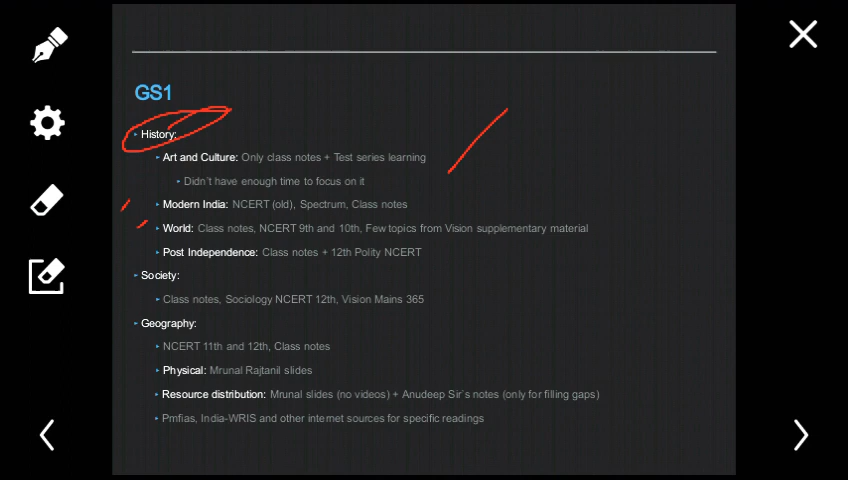 GS1
History:
Art and Culture: Only class notes + Test series learning
Didn't have enough time to focus on it
Modern India: NCERT (old), Spectrum, Class notes
World: Class notes, NCERT 9th and 10th, Few topics from Vision supplementary material
Post Independence: Class notes + 12th Polity NCERT
Society:
Class notes, Sociology NCERT 12th, Vision Mains 365
Geography:
NCERT 11th and 12th, Class notes
Physical: Mrunal Rajtanil slides
Resource distribution: Mrunal slides (no videos) + Anudeep Sir's notes (only for filling gaps)
Pmfias, India-WRIS and other internet sources for specific readings